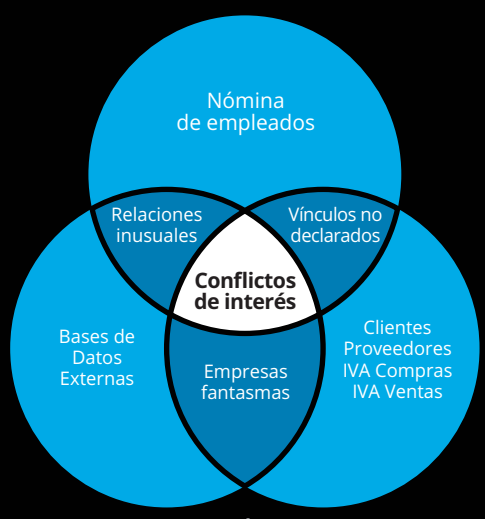 Nómina
de empleados
Relaciones
inusuales
Vínculos no
declarados
Conflictos
de interés
Bases de
Datos
Externas
Empresas
fantasmas
Clientes
Proveedores
IVA Compras
IVA Ventas